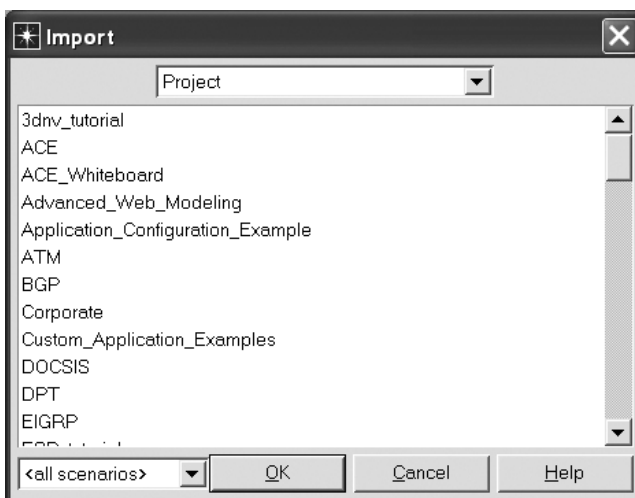 Import
Project
3dnv_tutorial
ACE
ACE_Whiteboard
Advanced_Web_Modeling
Application_Configuration_Example
ATM
BGP
Corporate
Custom_Application_Examples
DOCSIS
DPT
EIGRP
<all scenarios> OK Cancel Help